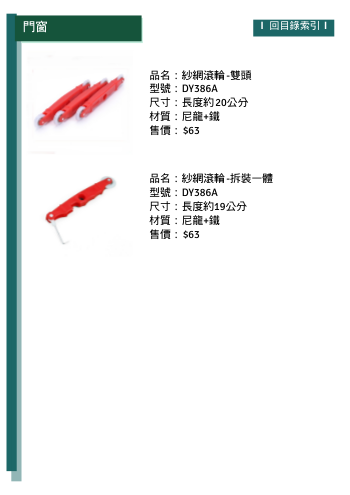 門窗
I 回目錄索引 I
品名：紗網滾輪-雙頭
型號：DY386A
尺寸：長度約20公分
材質：尼龍+鐵
售價： $63
品名：紗網滾輪-拆裝一體
型號：DY386A
尺寸：長度約19公分
材質：尼龍+鐵
售價： $63